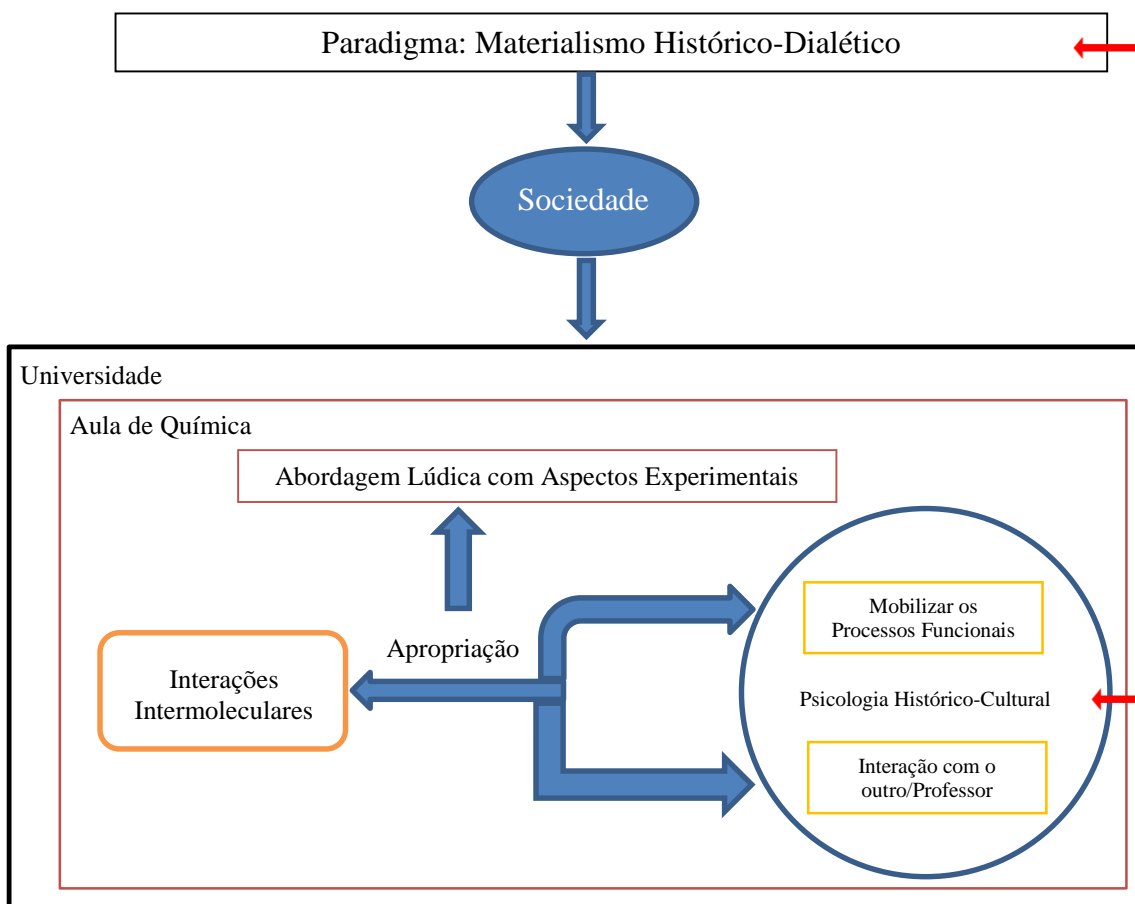 Paradigma: Materialismo Histórico-Dialético
Sociedade
Universidade
Aula de Química
Abordagem Lúdica com Aspectos Experimentais
Mobilizar os
Processos Funcionais
Apropriação
Interações
Intermoleculares
Psicologia Histórico-Cultural
Interação com o
outro/Professor